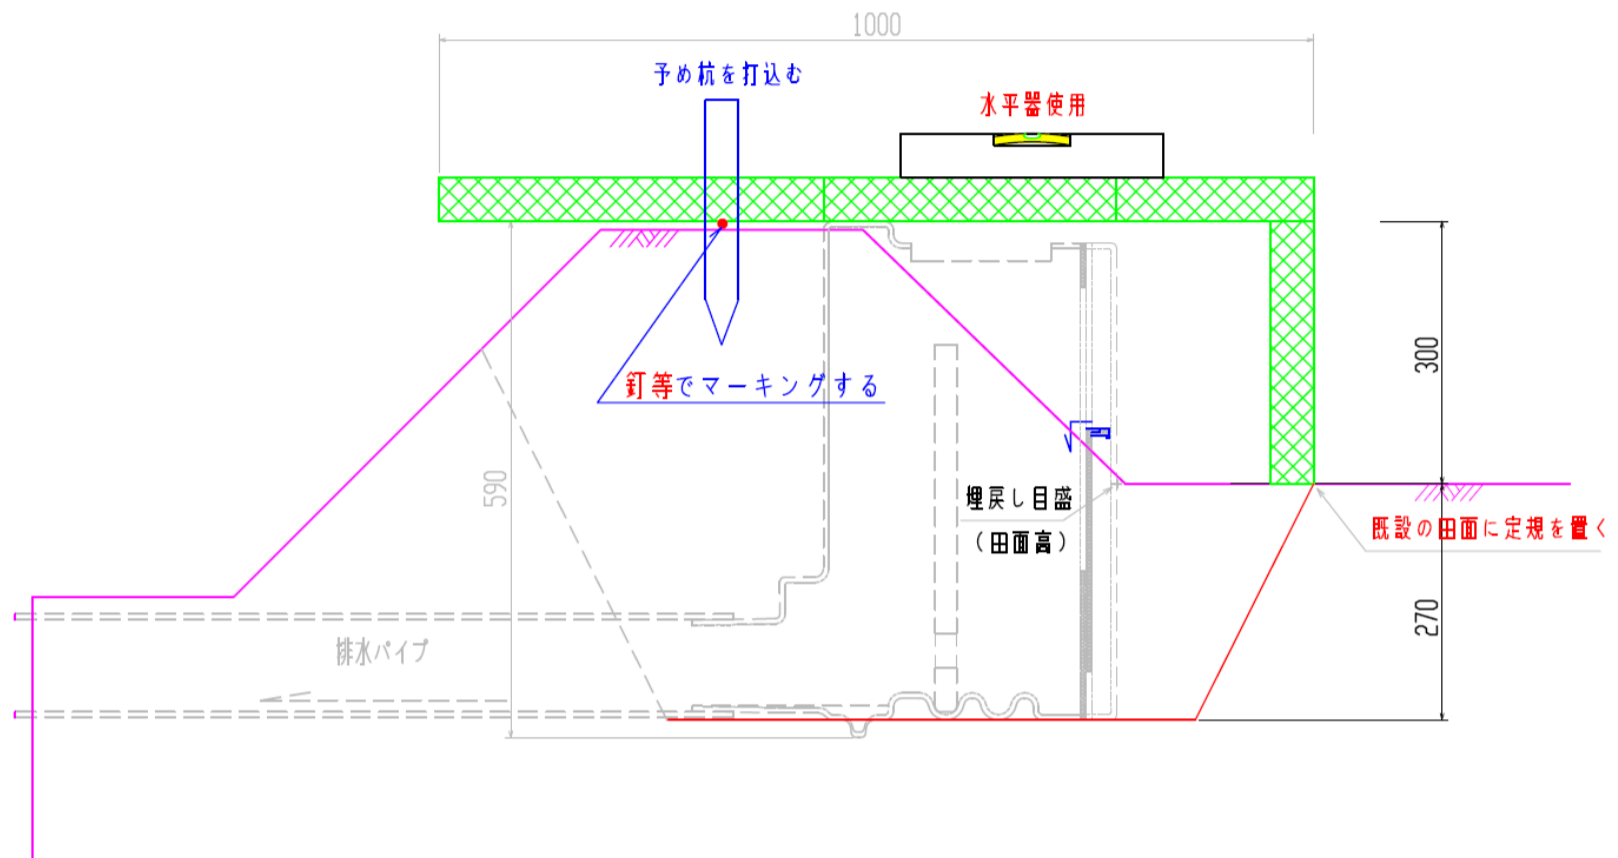 1000
予め杭を打込む
水平器使用
釘等でマーキングする
300
590
埋戻し目盛
（田面高）
既設の田面に定規を置く
270
排水パイプ